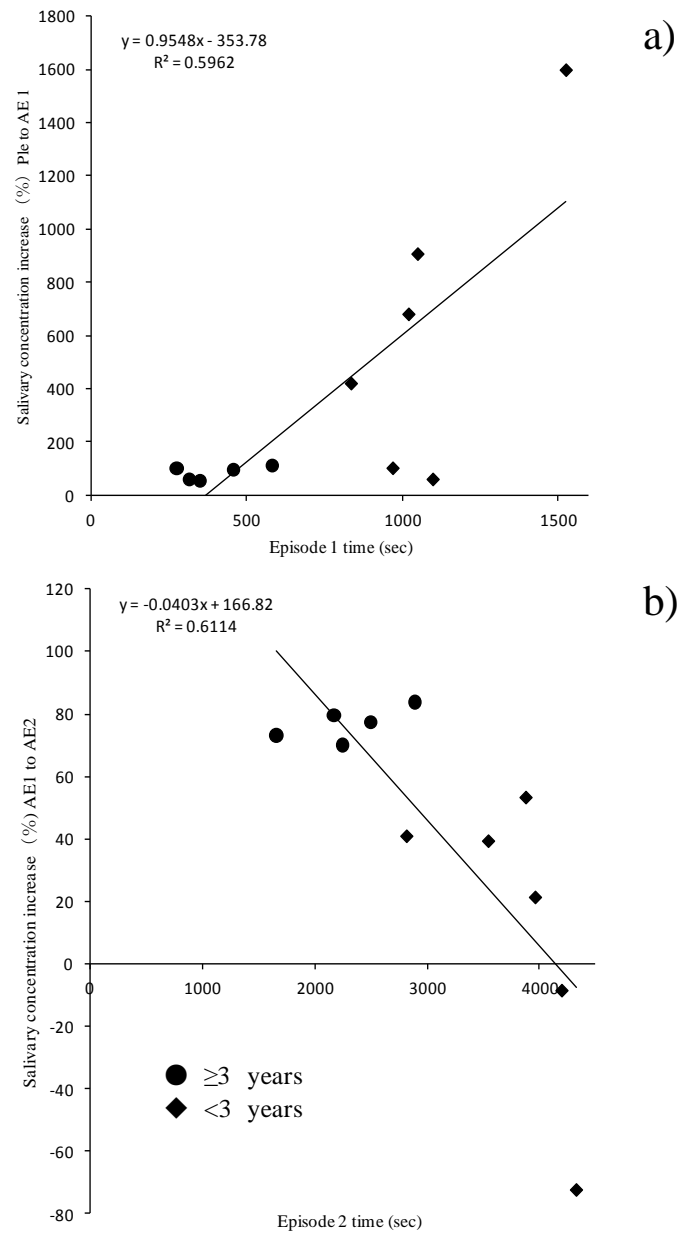 a)
y = 0.9548x - 353.78
R² = 0.5962
1800
1600
1400
1200
1000
800
600
400
200
0
Salivary concentration increase (%) Ple to AE 1
0 500 1000 1500
Episode 1 time (sec)
b)
y = -0.0403x + 166.82
R² = 0.6114
120
100
80
60
40
20
0
-20
-40
-60
-80
Salivary concentration increase (%) AE1 to AE2
0 1000 2000 3000 4000
≥3 years
<3 years
Episode 2 time (sec)